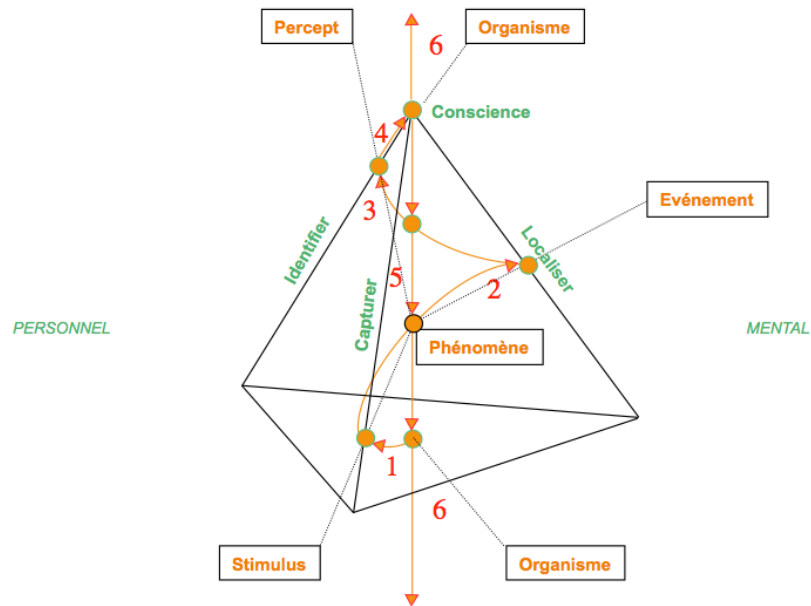 Percept
6
Organisme
4
Conscience
3
Evénement
Identifier
Localiser
5
2
Capturer
PERSONNEL
MENTAL
Phénomène
1
6
Stimulus
Organisme